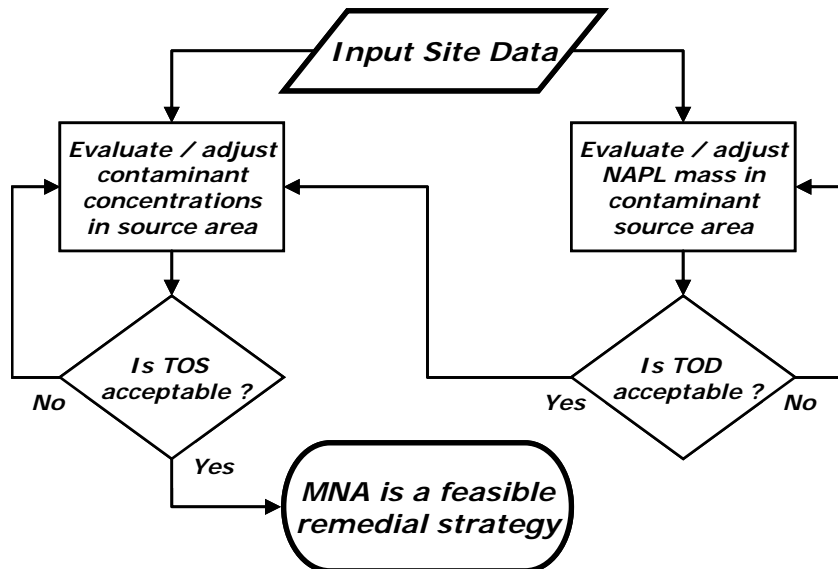 Input Site Data
Evaluate / adjust
contaminant
concentrations
in source area
Evaluate / adjust
NAPL mass in
contaminant
source area
Is TOS
acceptable ?
No
Yes
Is TOD
acceptable ?
Yes
No
MNA is a feasible
remedial strategy